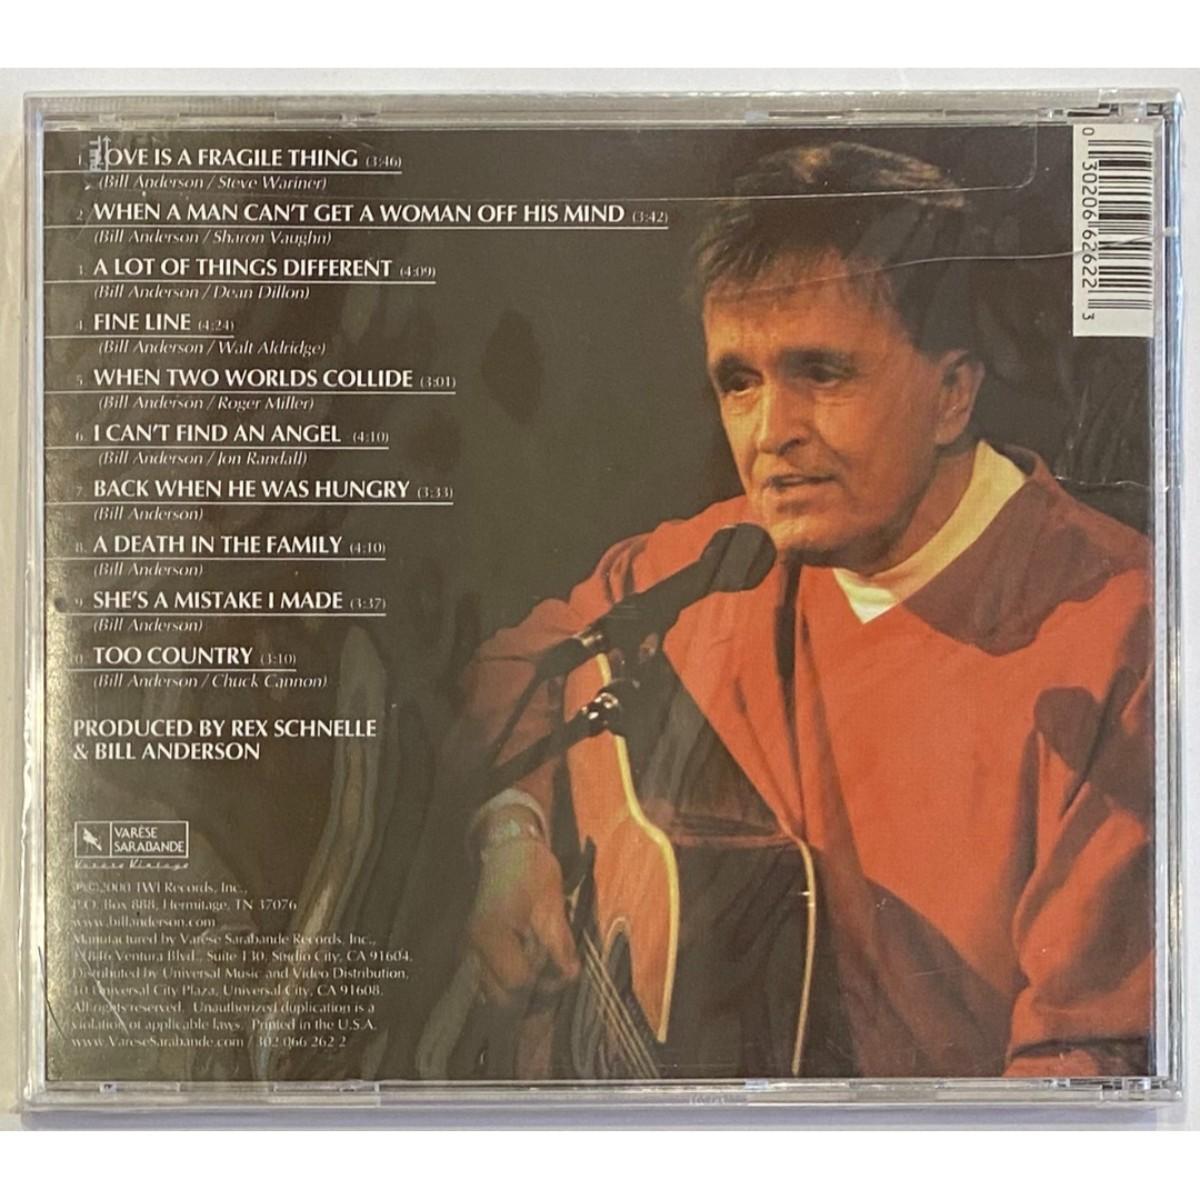 1. LOVE IS A FRAGILE THING (3:46)
(Bill Anderson / Steve Wariner)
2. WHEN A MAN CAN'T GET A WOMAN OFF HIS MIND (3:42)
(Bill Anderson / Sharon Vaughn)
3. A LOT OF THINGS DIFFERENT (4:09)
(Bill Anderson / Dean Dillon)
4. FINE LINE (4:24)
(Bill Anderson / Walt Aldridge)
5. WHEN TWO WORLDS COLLIDE (3:01)
(Bill Anderson / Roger Miller)
6. I CAN'T FIND AN ANGEL (4:10)
(Bill Anderson / Jon Randall)
7. BACK WHEN HE WAS HUNGRY (3:33)
(Bill Anderson)
8. A DEATH IN THE FAMILY (4:10)
(Bill Anderson)
9. SHE'S A MISTAKE I MADE (3:37)
(Bill Anderson)
0. TOO COUNTRY (3:10)
(Bill Anderson / Chuck Cannon)
PRODUCED BY REX SCHNELLE
& BILL ANDERSON
VARÈSE
SARABANDE
Varèse Vintage
℗©2000 TWI Records, Inc.,
P.O. Box 888, Hermitage, TN 37076
www.billanderson.com
Manufactured by Varèse Sarabande Records, Inc.,
11846 Ventura Blvd., Suite 130, Studio City, CA 91604.
Distributed by Universal Music and Video Distribution,
10 Universal City Plaza, Universal City, CA 91608.
All rights reserved. Unauthorized duplication is a
violation of applicable laws. Printed in the U.S.A.
www.VareseSarabande.com / 302 066 262 2
0 30206 62622 3
PULL